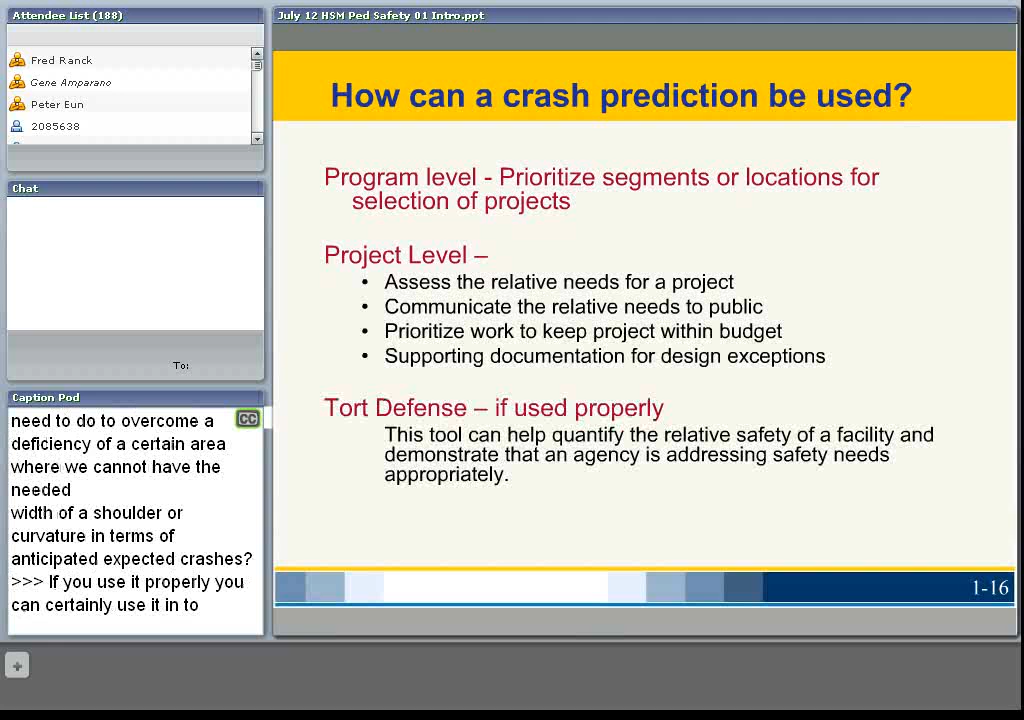 Attendee List (188)
Fred Ranck
Gene Amparano
Peter Eun
2085638
Chat
To:
Caption Pod
need to do to overcome a
deficiency of a certain area
where we cannot have the
needed
width of a shoulder or
curvature in terms of
anticipated expected crashes?
>>> If you use it properly you
can certainly use it in to
CC
July 12 HSM Ped Safety 01 Intro.ppt
How can a crash prediction be used?
Program level - Prioritize segments or locations for
selection of projects
Project Level –
• Assess the relative needs for a project
• Communicate the relative needs to public
• Prioritize work to keep project within budget
• Supporting documentation for design exceptions
Tort Defense – if used properly
This tool can help quantify the relative safety of a facility and
demonstrate that an agency is addressing safety needs
appropriately.
1-16